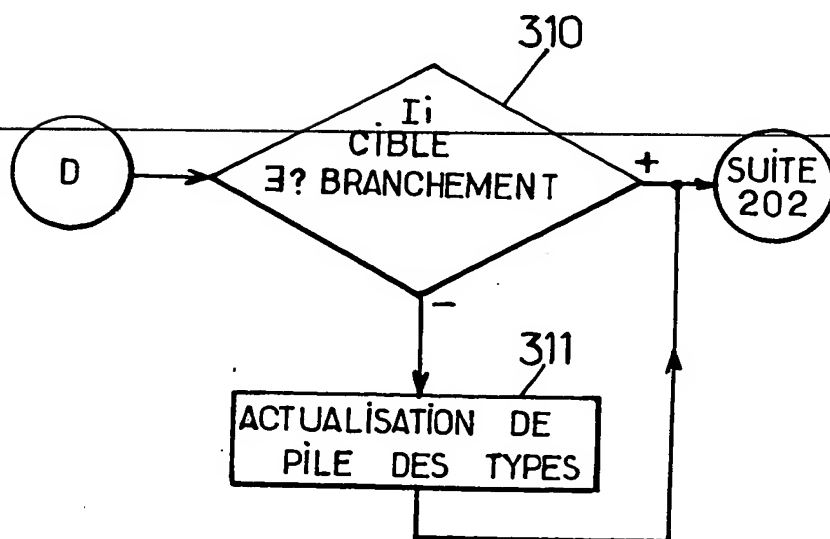 310
Ii
CiBLE
∃? BRANCHEMENT
D
+
SUiTE
202
-
311
ACTUALiSATiON DE
PiLE DES TYPES